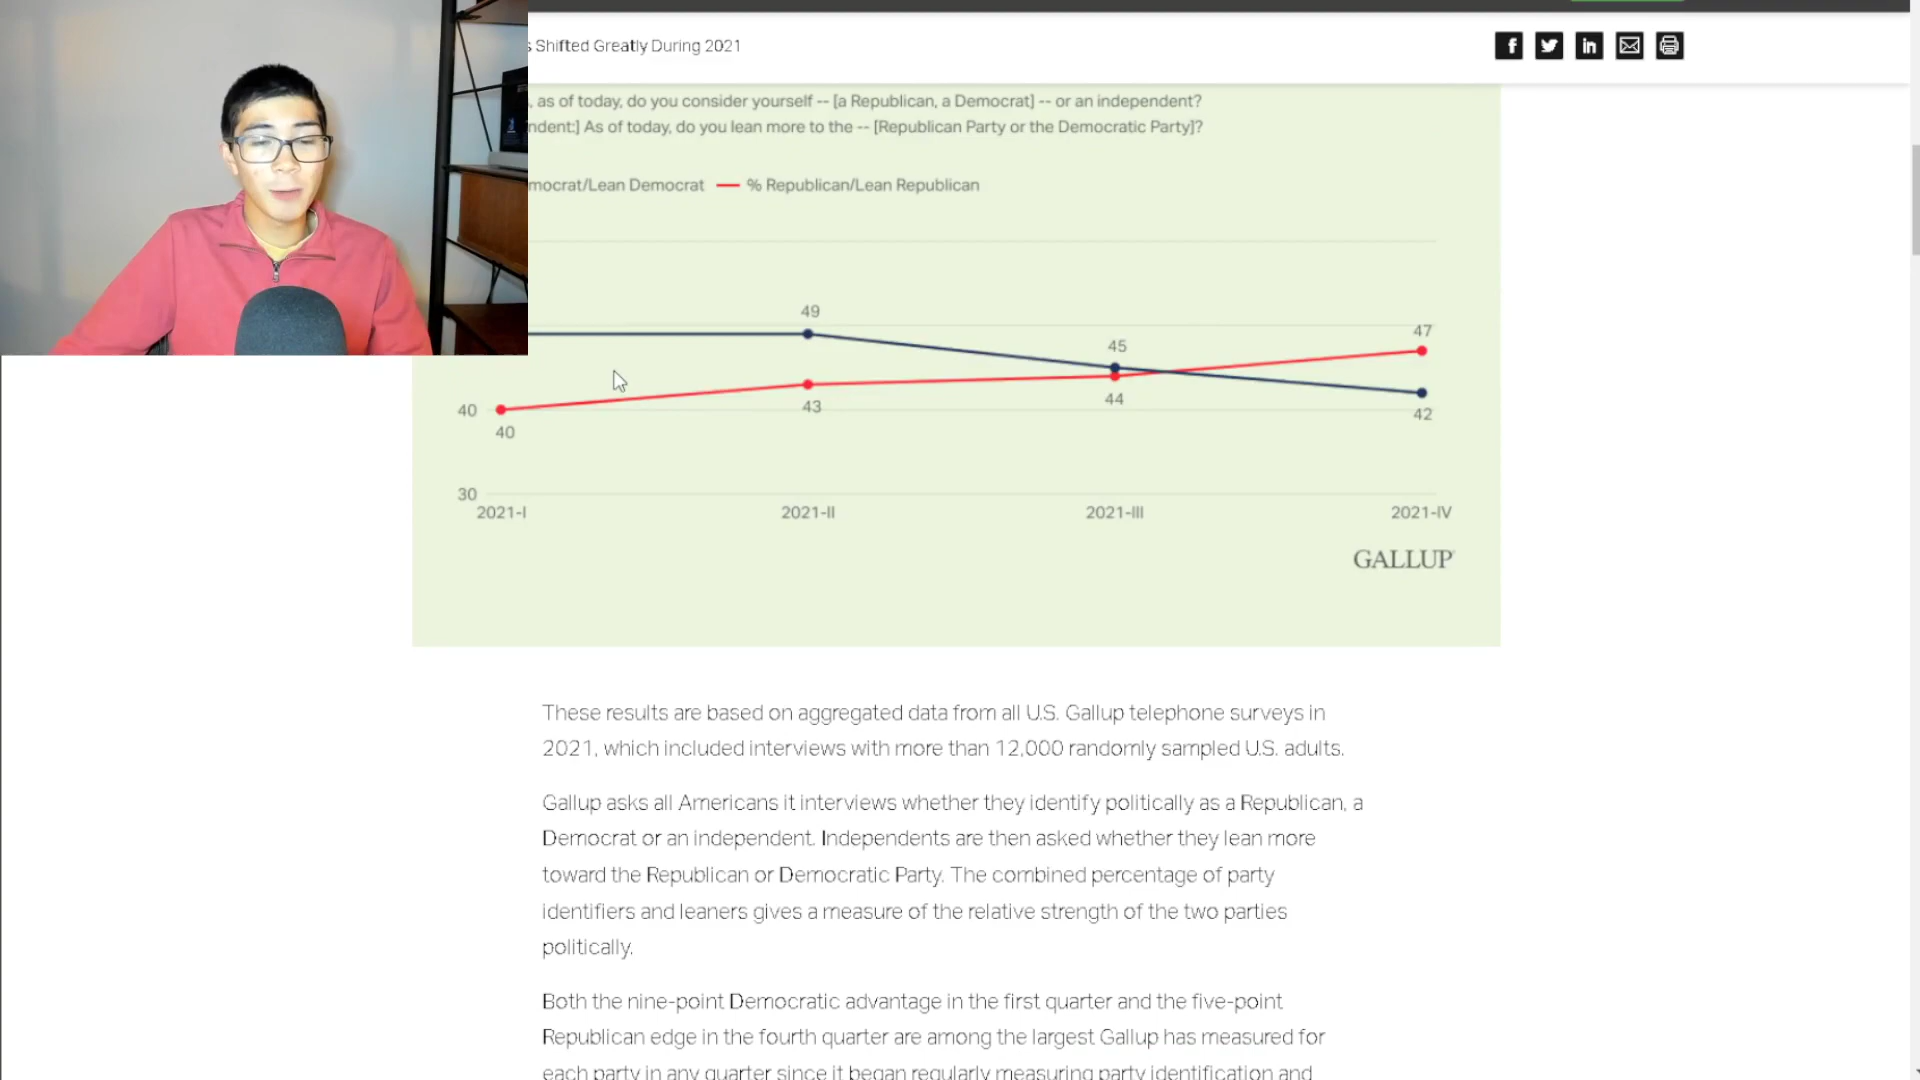 Shifted Greatly During 2021
as of today, do you consider yourself -- [a Republican, a Democrat] -- or an independent?
ndent:] As of today, do you lean more to the -- [Republican Party or the Democratic Party]?
mocrat/Lean Democrat % Republican/Lean Republican
49
47
45
40
43
44
42
40
30
2021-I 2021-II 2021-III 2021-IV
GALLUP
These results are based on aggregated data from all U.S. Gallup telephone surveys in
2021, which included interviews with more than 12,000 randomly sampled U.S. adults.
Gallup asks all Americans it interviews whether they identify politically as a Republican, a
Democrat or an independent. Independents are then asked whether they lean more
toward the Republican or Democratic Party. The combined percentage of party
identifiers and leaners gives a measure of the relative strength of the two parties
politically.
Both the nine-point Democratic advantage in the first quarter and the five-point
Republican edge in the fourth quarter are among the largest Gallup has measured for
each party in any quarter since it began regularly measuring party identification and